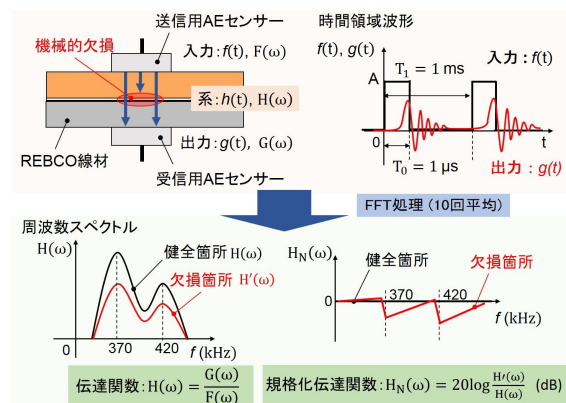 送信用AEセンサー
機械的欠損
入力:f(t), F(ω)
系:h(t), H(ω)
出力:g(t), G(ω)
REBCO線材
受信用AEセンサー
時間領域波形
f(t), g(t)
入力:f(t)
T₁ = 1 ms
A
0
t
T₀ = 1 μs
出力:g(t)
FFT処理(10回平均)
周波数スペクトル
H(ω)
健全箇所 H(ω)
欠損箇所 H'(ω)
0
370
420
f (kHz)
H_N(ω)
健全箇所
欠損箇所
370
420
0
f (kHz)
伝達関数:H(ω) = G(ω)/F(ω)
規格化伝達関数:H_N(ω) = 20log H'(ω)/H(ω) (dB)